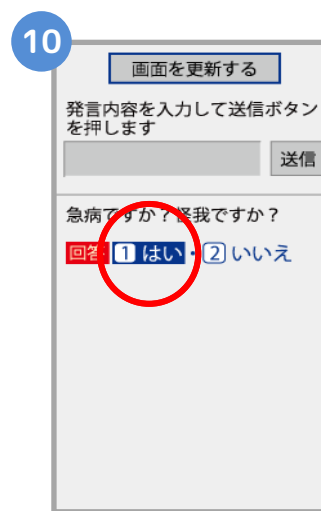 10
画面を更新する
発言内容を入力して送信ボタン
を押します
送信
急病ですか？怪我ですか？
回答 1 はい・2 いいえ